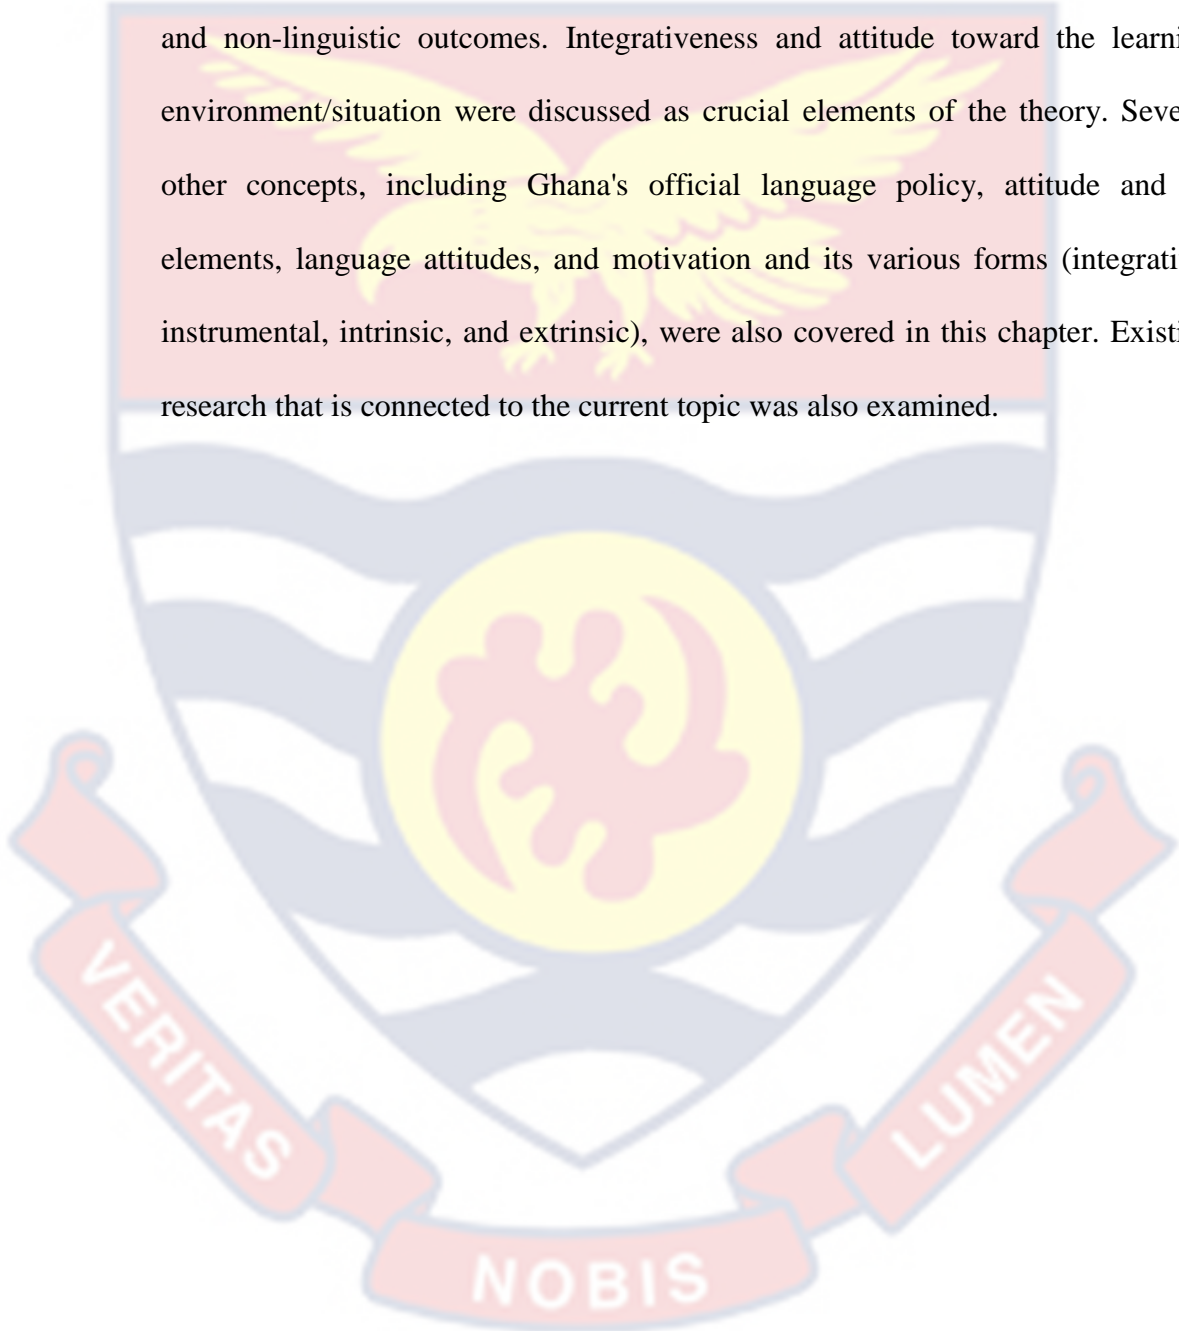 and non-linguistic outcomes. Integrativeness and attitude toward the learni
environment/situation were discussed as crucial elements of the theory. Seve
other concepts, including Ghana's official language policy, attitude and
elements, language attitudes, and motivation and its various forms (integrati
instrumental, intrinsic, and extrinsic), were also covered in this chapter. Existi
research that is connected to the current topic was also examined.
VERITAS
NOBIS
LUMEN